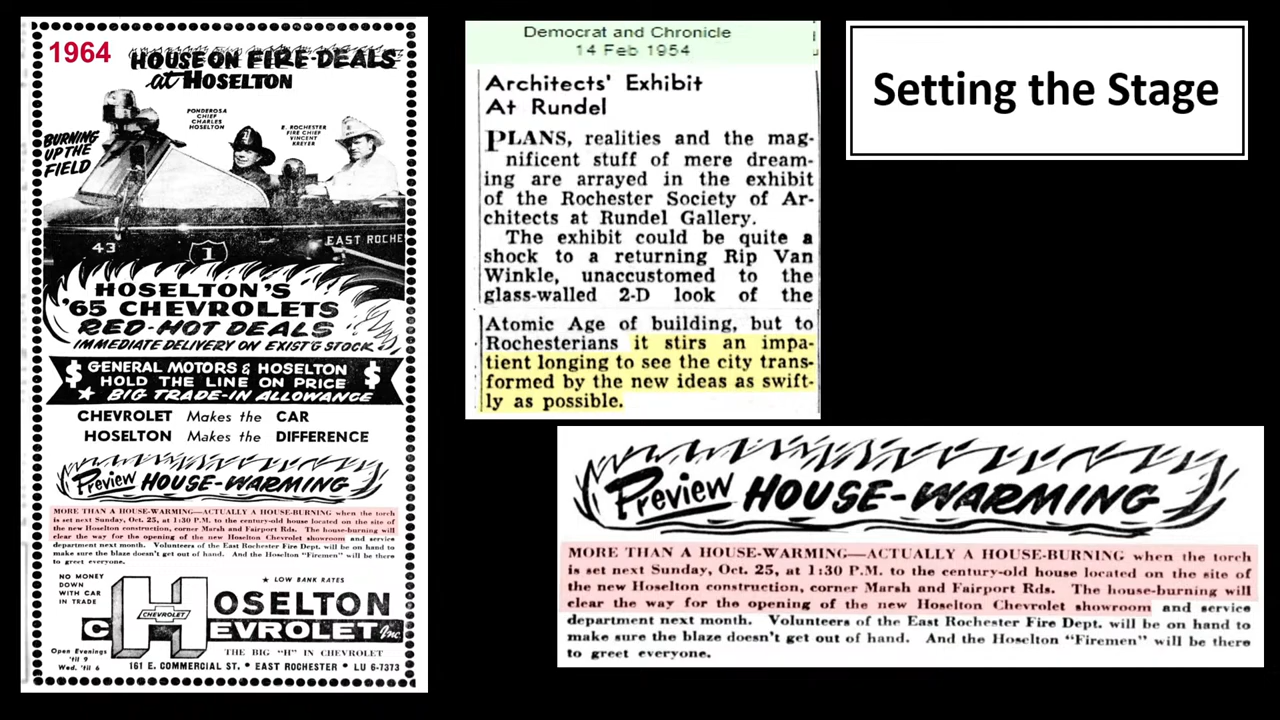 1964
HOUSE ON FIRE-DEALS
at HOSELTON
PONDEROSA
CHIEF
CHARLES
HOSELTON
E. ROCHESTER
FIRE CHIEF
VINCENT
KREYER
BURNING
UP THE
FIELD
43
1
EAST ROCHE
HOSELTON'S
'65 CHEVROLETS
RED-HOT DEALS
IMMEDIATE DELIVERY ON EXIST'G STOCK
$ GENERAL MOTORS & HOSELTON $
HOLD THE LINE ON PRICE
★ BIG TRADE-IN ALLOWANCE
CHEVROLET Makes the CAR
HOSELTON Makes the DIFFERENCE
Preview HOUSE-WARMING
MORE THAN A HOUSE-WARMING—ACTUALLY A HOUSE-BURNING when the torch
is set next Sunday, Oct. 25, at 1:30 P.M. to the century-old house located on the site of
the new Hoselton construction, corner Marsh and Fairport Rds. The house-burning will
clear the way for the opening of the new Hoselton Chevrolet showroom and service
department next month. Volunteers of the East Rochester Fire Dept. will be on hand to
make sure the blaze doesn't get out of hand. And the Hoselton "Firemen" will be there
to greet everyone.
NO MONEY
DOWN
WITH CAR
IN TRADE
★ LOW BANK RATES
HOSELTON
CHEVROLET
CHEVROLET Inc
THE BIG "H" IN CHEVROLET
Open Evenings
'til 9
Wed. 'til 6
161 E. COMMERCIAL ST. • EAST ROCHESTER • LU 6-7373
Democrat and Chronicle
14 Feb 1954
Architects' Exhibit
At Rundel
PLANS, realities and the mag-
nificent stuff of mere dream-
ing are arrayed in the exhibit
of the Rochester Society of Ar-
chitects at Rundel Gallery.
The exhibit could be quite a
shock to a returning Rip Van
Winkle, unaccustomed to the
glass-walled 2-D look of the
Atomic Age of building, but to
Rochesterians it stirs an impa-
tient longing to see the city trans-
formed by the new ideas as swift-
ly as possible.
Setting the Stage
Preview HOUSE-WARMING
MORE THAN A HOUSE-WARMING—ACTUALLY A HOUSE-BURNING when the torch
is set next Sunday, Oct. 25, at 1:30 P.M. to the century-old house located on the site of
the new Hoselton construction, corner Marsh and Fairport Rds. The house-burning will
clear the way for the opening of the new Hoselton Chevrolet showroom and service
department next month. Volunteers of the East Rochester Fire Dept. will be on hand to
make sure the blaze doesn't get out of hand. And the Hoselton "Firemen" will be there
to greet everyone.